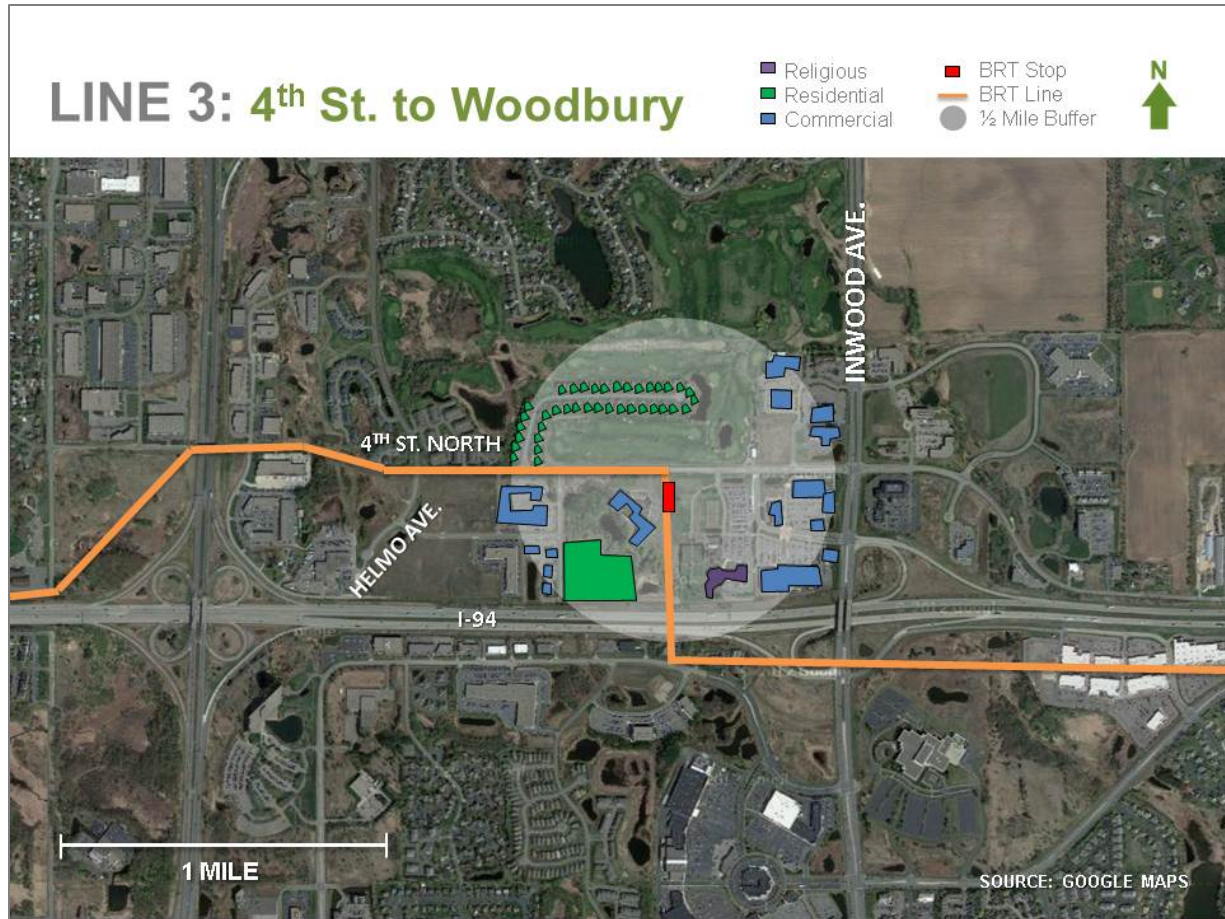 LINE 3: 4th St. to Woodbury
Religious
Residential
Commercial
BRT Stop
BRT Line
½ Mile Buffer
N
INWOOD AVE.
4TH ST. NORTH
HELMO AVE.
I-94
1 MILE
SOURCE: GOOGLE MAPS